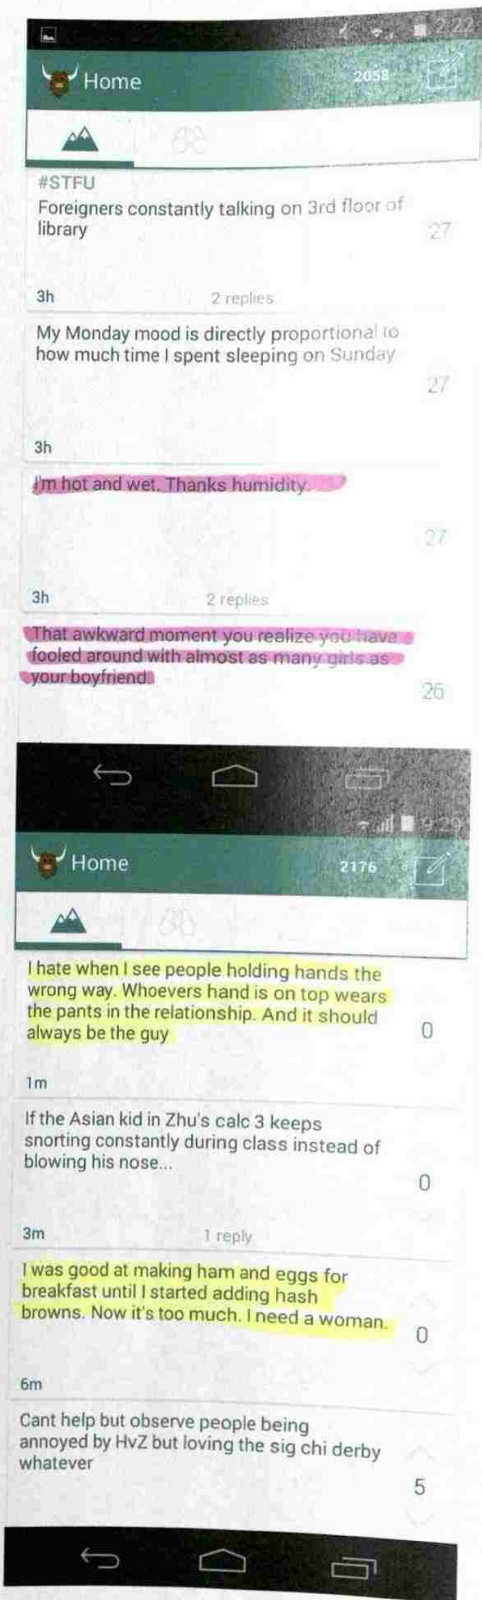 2:22
Home
2058
#STFU
Foreigners constantly talking on 3rd floor of
library
27
3h
2 replies
My Monday mood is directly proportional to
how much time I spent sleeping on Sunday
27
3h
I'm hot and wet. Thanks humidity.
27
3h
2 replies
That awkward moment you realize you have
fooled around with almost as many girls as
your boyfriend.
26
9:29
Home
2176
I hate when I see people holding hands the
wrong way. Whoevers hand is on top wears
the pants in the relationship. And it should
always be the guy
0
1m
If the Asian kid in Zhu's calc 3 keeps
snorting constantly during class instead of
blowing his nose...
0
3m
1 reply
I was good at making ham and eggs for
breakfast until I started adding hash
browns. Now it's too much. I need a woman.
0
6m
Cant help but observe people being
annoyed by HvZ but loving the sig chi derby
whatever
5